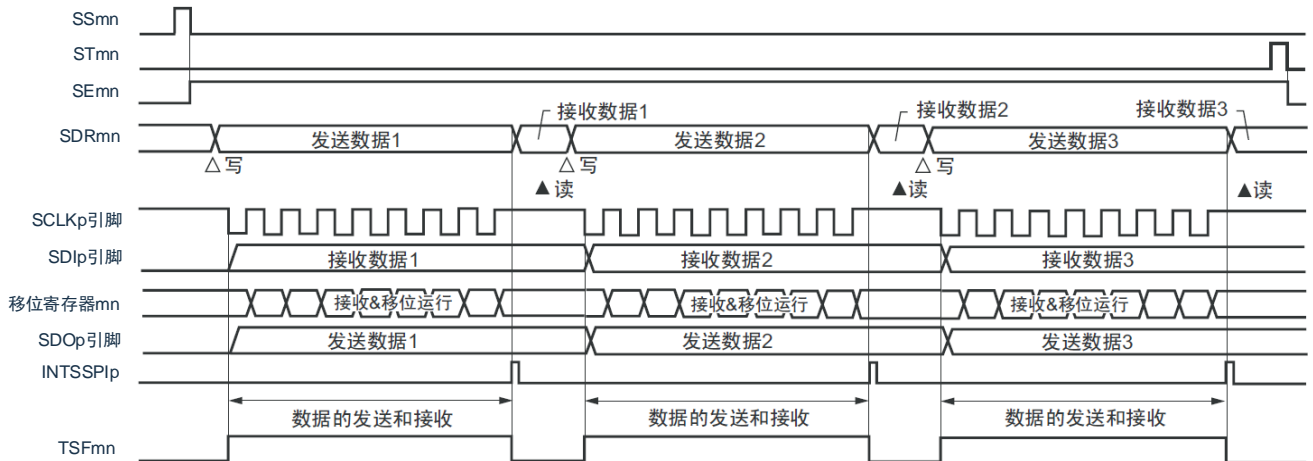 SSmn
STmn
SEmn
接收数据1 接收数据2 接收数据3
SDRmn 发送数据1 发送数据2 发送数据3
△写 △写 △写
▲读 ▲读 ▲读
SCLKp引脚
SDIp引脚 接收数据1 接收数据2 接收数据3
移位寄存器mn 接收&移位运行 接收&移位运行 接收&移位运行
SDOp引脚 发送数据1 发送数据2 发送数据3
INTSSPIp
数据的发送和接收 数据的发送和接收 数据的发送和接收
TSFmn